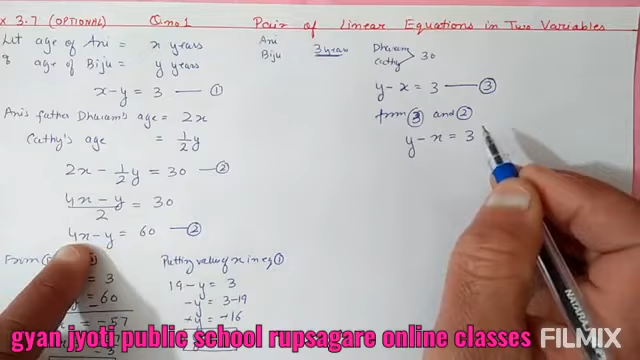 x 3.7 (OPTIONAL) Q.no 1 Pair of Linear Equations in Two Variables
Let age of Ani = x years
& age of Biju = y years
x - y = 3 — ①
Ani's father Dharam's age = 2x
Cathy's age = 1/2 y
2x - 1/2 y = 30 — ②
4x - y / 2 = 30
4x - y = 60 — ②
From
= 3
= 60
= -57
Putting value of x in eq ①
19 - y = 3
-y = 3 - 19
-y = -16
Ani
Biju 3 years
Dharam
Cathy 30
y - x = 3 — ③
from ③ and ②
y - x = 3
NATARAJ
gyan jyoti public school rupsagare online classes
FILMIX